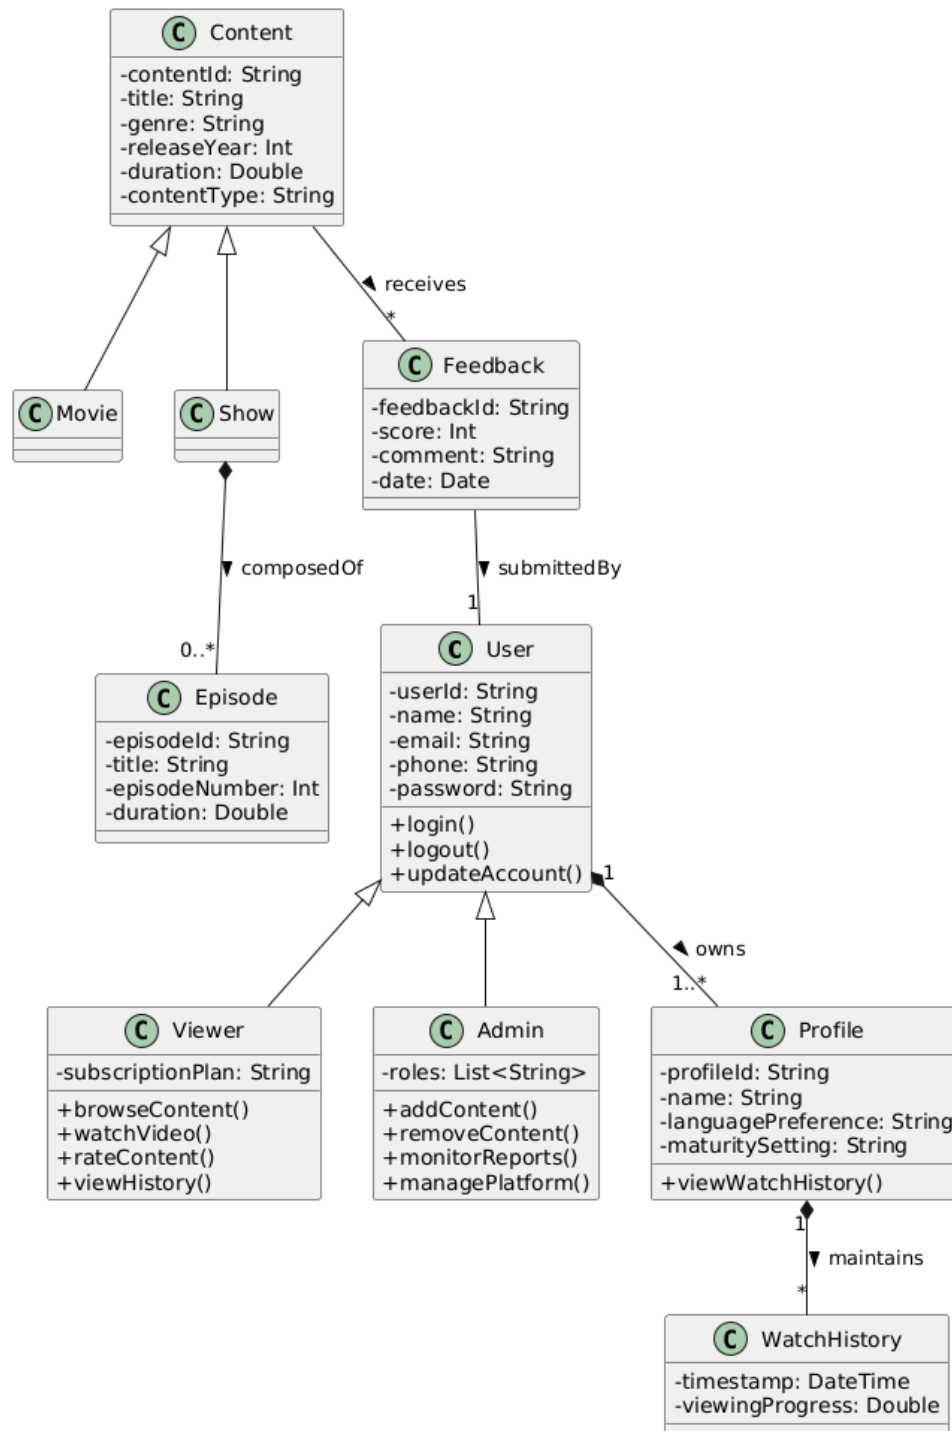 C Content
-contentId: String
-title: String
-genre: String
-releaseYear: Int
-duration: Double
-contentType: String
receives
*
C Movie
C Show
C Feedback
-feedbackId: String
-score: Int
-comment: String
-date: Date
composedOf
0..*
submittedBy
1
C Episode
-episodeId: String
-title: String
-episodeNumber: Int
-duration: Double
C User
-userId: String
-name: String
-email: String
-phone: String
-password: String
+login()
+logout()
+updateAccount()
1
owns
1..*
C Viewer
-subscriptionPlan: String
+browseContent()
+watchVideo()
+rateContent()
+viewHistory()
C Admin
-roles: List<String>
+addContent()
+removeContent()
+monitorReports()
+managePlatform()
C Profile
-profileId: String
-name: String
-languagePreference: String
-maturitySetting: String
+viewWatchHistory()
1
maintains
*
C WatchHistory
-timestamp: DateTime
-viewingProgress: Double